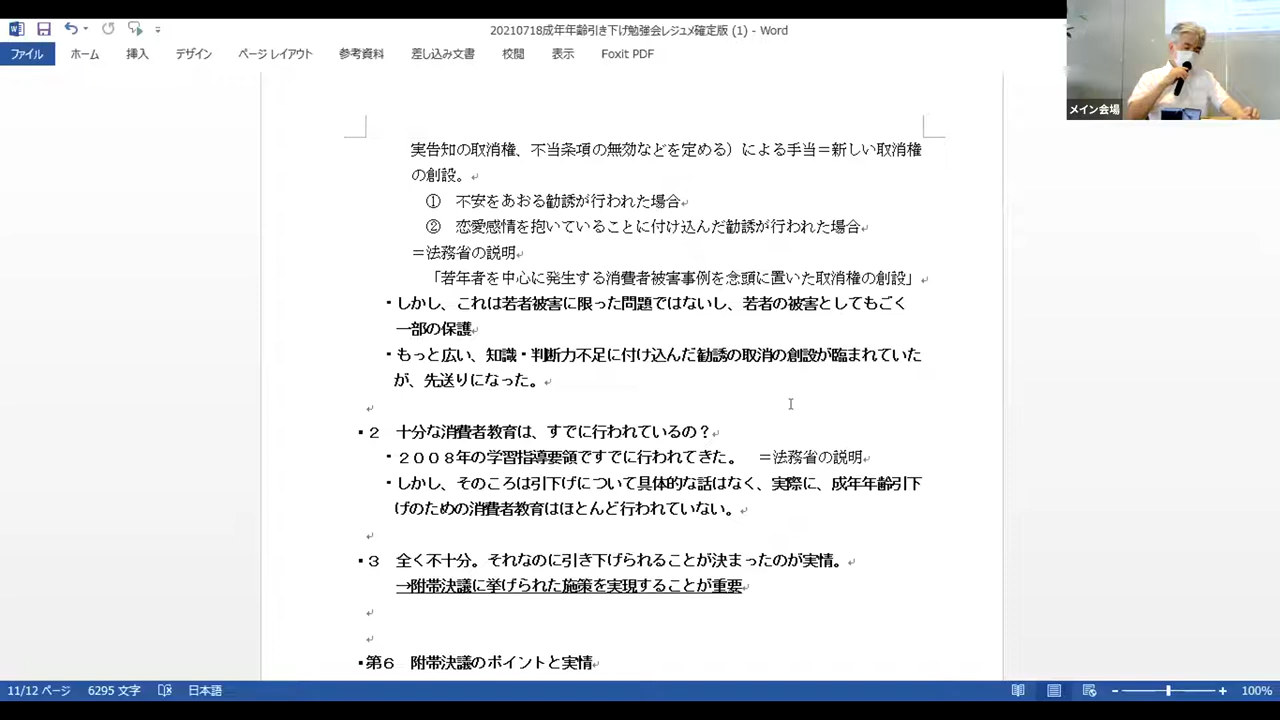 20210718成年年齢引き下げ勉強会レジュメ確定版 (1) - Word
ファイル ホーム 挿入 デザイン ページ レイアウト 参考資料 差し込み文書 校閲 表示 Foxit PDF
メイン会場
実告知の取消権、不当条項の無効などを定める）による手当＝新しい取消権
の創設。
① 不安をあおる勧誘が行われた場合
② 恋愛感情を抱いていることに付け込んだ勧誘が行われた場合
＝法務省の説明
「若年者を中心に発生する消費者被害事例を念頭に置いた取消権の創設」
・しかし、これは若者被害に限った問題ではないし、若者の被害としてもごく
一部の保護
・もっと広い、知識・判断力不足に付け込んだ勧誘の取消の創設が臨まれていた
が、先送りになった。
２ 十分な消費者教育は、すでに行われているの？
・２００８年の学習指導要領ですでに行われてきた。 ＝法務省の説明
・しかし、そのころは引下げについて具体的な話はなく、実際に、成年年齢引下
げのための消費者教育はほとんど行われていない。
３ 全く不十分。それなのに引き下げられることが決まったのが実情。
→附帯決議に挙げられた施策を実現することが重要
第６ 附帯決議のポイントと実情
11/12 ページ 6295 文字 日本語 100%